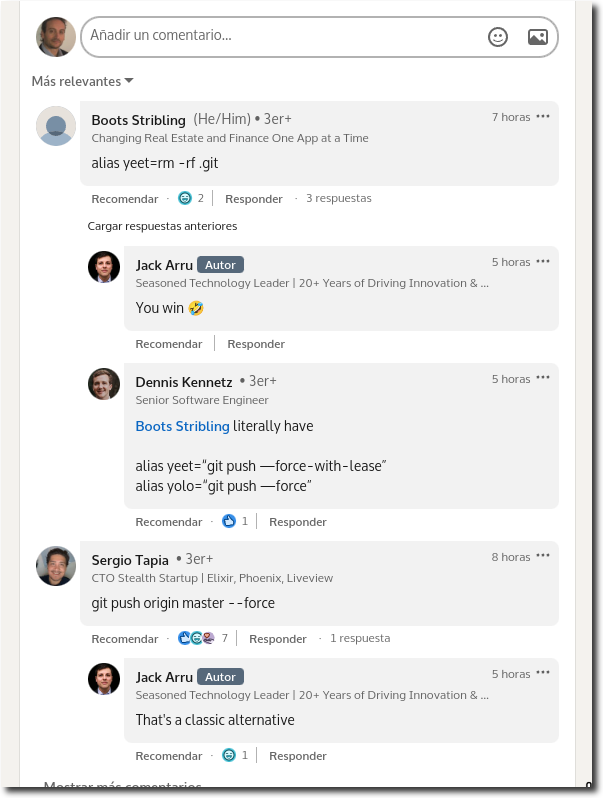 Añadir un comentario...
Más relevantes
Boots Stribling (He/Him) • 3er+
7 horas
Changing Real Estate and Finance One App at a Time
alias yeet=rm -rf .git
Recomendar · 2 | Responder · 3 respuestas
Cargar respuestas anteriores
Jack Arru Autor
5 horas
Seasoned Technology Leader | 20+ Years of Driving Innovation & ...
You win 🤣
Recomendar | Responder
Dennis Kennetz • 3er+
5 horas
Senior Software Engineer
Boots Stribling literally have
alias yeet=“git push —force-with-lease”
alias yolo=“git push —force”
Recomendar · 1 | Responder
Sergio Tapia • 3er+
8 horas
CTO Stealth Startup | Elixir, Phoenix, Liveview
git push origin master --force
Recomendar · 7 | Responder · 1 respuesta
Jack Arru Autor
5 horas
Seasoned Technology Leader | 20+ Years of Driving Innovation & ...
That's a classic alternative
Recomendar · 1 | Responder
Mostrar más comentarios